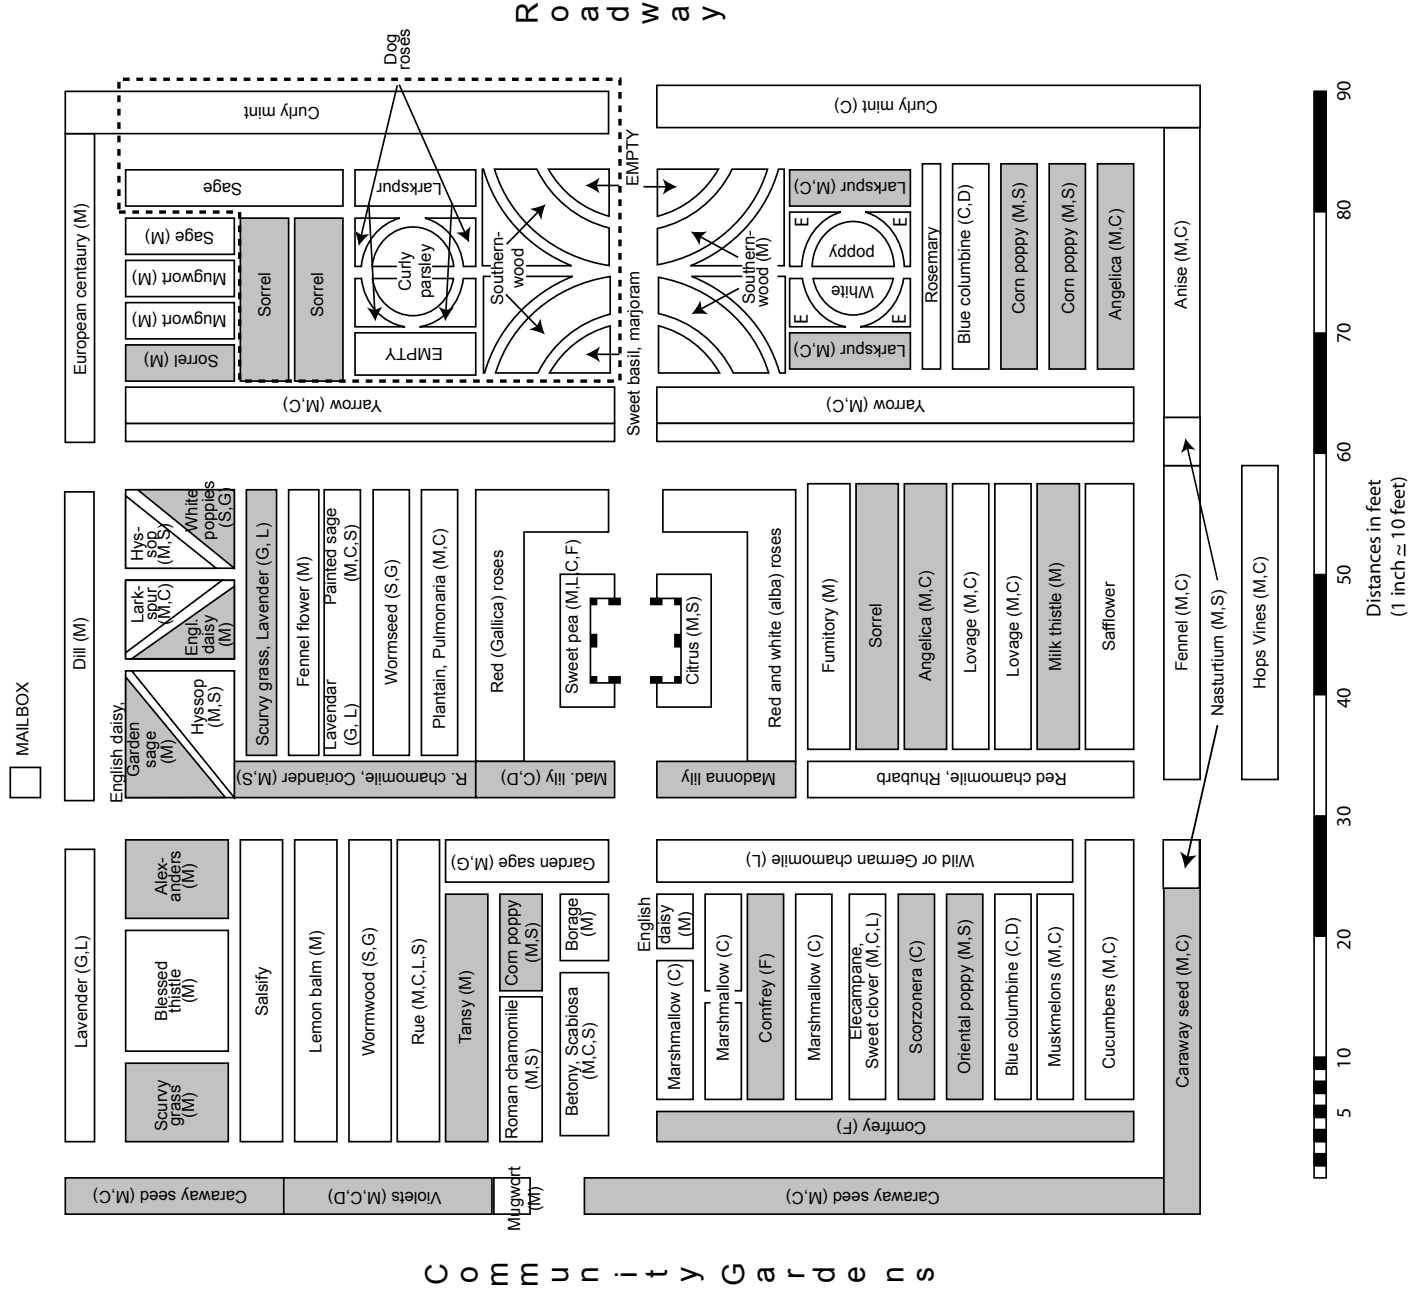 Roadway
Dog
roses
Curly mint
Curly mint (C)
European centaury (M)
Sage
Larkspur
EMPTY
Larkspur (M,C)
Sage (M)
Mugwort (M)
Mugwort (M)
Sorrel (M)
Sorrel
Sorrel
Curly
parsley
EMPTY
Southern-
wood
Sweet basil, marjoram
Southern-
wood (M)
E
E
poppy
White
E
E
Larkspur (M,C)
Rosemary
Blue columbine (C,D)
Corn poppy (M,S)
Corn poppy (M,S)
Angelica (M,C)
Anise (M,C)
Yarrow (M,C)
Yarrow (M,C)
MAILBOX
Dill (M)
Hys-
sop
(M,S)
White
poppies
(S,G)
Lark-
spur
(M,C)
Engl.
daisy
(M)
English daisy,
Garden
sage
(M)
Hyssop
(M,S)
Scurvy grass, Lavender (G, L)
Fennel flower (M)
Painted sage
(M,C,S)
Lavendar
(G, L)
Wormseed (S,G)
Plantain, Pulmonaria (M,C)
Red (Gallica) roses
Sweet pea (M,L,C,F)
Citrus (M,S)
Red and white (alba) roses
Fumitory (M)
Sorrel
Angelica (M,C)
Lovage (M,C)
Lovage (M,C)
Milk thistle (M)
Safflower
Fennel (M,C)
Nasturtium (M,S)
Hops Vines (M,C)
R. chamomile, Coriander (M,S)
Mad. lily (C,D)
Madonna lily
Red chamomile, Rhubarb
Lavender (G,L)
Alex-
anders
(M)
Blessed
thistle
(M)
Scurvy
grass
(M)
Salsify
Lemon balm (M)
Wormwood (S,G)
Rue (M,C,L,S)
Garden sage (M,G)
Tansy (M)
Corn poppy
(M,S)
Roman chamomile
(M,S)
Borage
(M)
Betony, Scabiosa
(M,C,S)
Wild or German chamomile (L)
English
daisy
(M)
Marshmallow (C)
Marshmallow (C)
Comfrey (F)
Marshmallow (C)
Elecampane,
Sweet clover (M,C,L)
Scorzonera (C)
Oriental poppy (M,S)
Blue columbine (C,D)
Muskmelons (M,C)
Cucumbers (M,C)
Caraway seed (M,C)
Comfrey (F)
Caraway seed (M,C)
Violets (M,C,D)
Mugwort
(M)
Caraway seed (M,C)
Community Gardens
5
10
20
30
40
50
60
70
80
90
Distances in feet
(1 inch ≃ 10 feet)